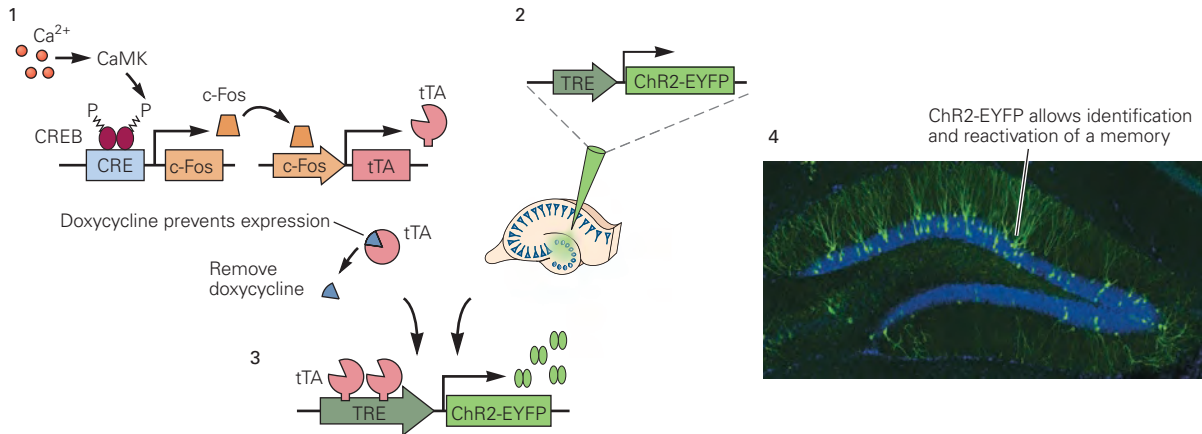 1
Ca2+
CaMK
P
P
CREB
CRE
c-Fos
c-Fos
c-Fos
tTA
tTA
Doxycycline prevents expression
tTA
Remove
doxycycline
2
TRE
ChR2-EYFP
3
tTA
TRE
ChR2-EYFP
4
ChR2-EYFP allows identification
and reactivation of a memory